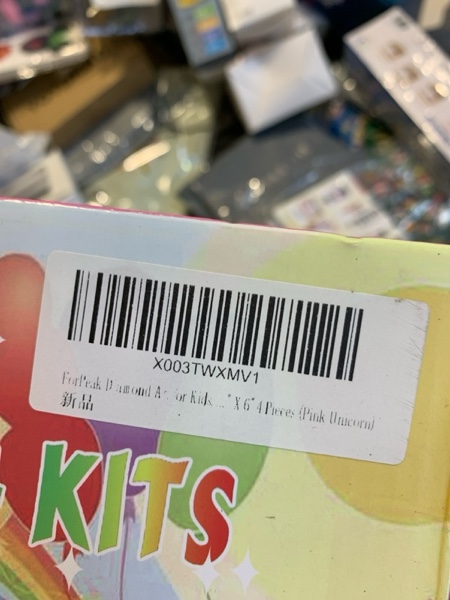 X003TWXMV1
ForPeak Diamond Art for Kids ..." X 6" 4 Pieces (Pink Unicorn)
新品
KITS